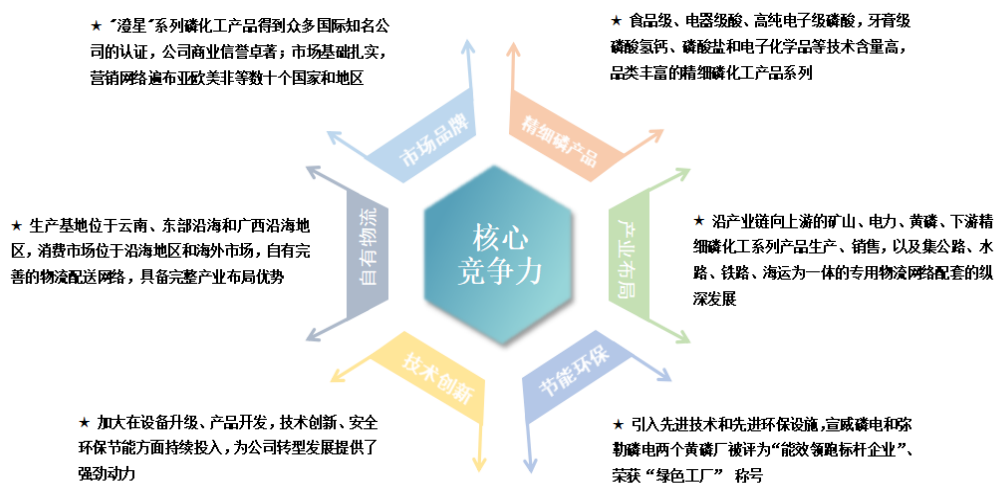 ★ “澄星”系列磷化工产品得到众多国际知名公
司的认证，公司商业信誉卓著；市场基础扎实，
营销网络遍布亚欧美非等数十个国家和地区
★ 食品级、电器级酸、高纯电子级磷酸，牙膏级
磷酸氢钙、磷酸盐和电子化学品等技术含量高，
品类丰富的精细磷化工产品系列
市场品牌
精细磷产品
★ 生产基地位于云南、东部沿海和广西沿海地
区，消费市场位于沿海地区和海外市场，自有
完善的物流配送网络，具备完整产业布局优势
自有物流
核心
竞争力
产业布局
★ 沿产业链向上游的矿山、电力、黄磷、下游精
细磷化工系列产品生产、销售，以及集公路、水
路、铁路、海运为一体的专用物流网络配套的纵
深发展
技术创新
节能环保
★ 加大在设备升级、产品开发，技术创新、安全
环保节能方面持续投入，为公司转型发展提供了
强劲动力
★ 引入先进技术和先进环保设施，宣威磷电和弥
勒磷电两个黄磷厂被评为“能效领跑标杆企业”、
荣获“绿色工厂” 称号